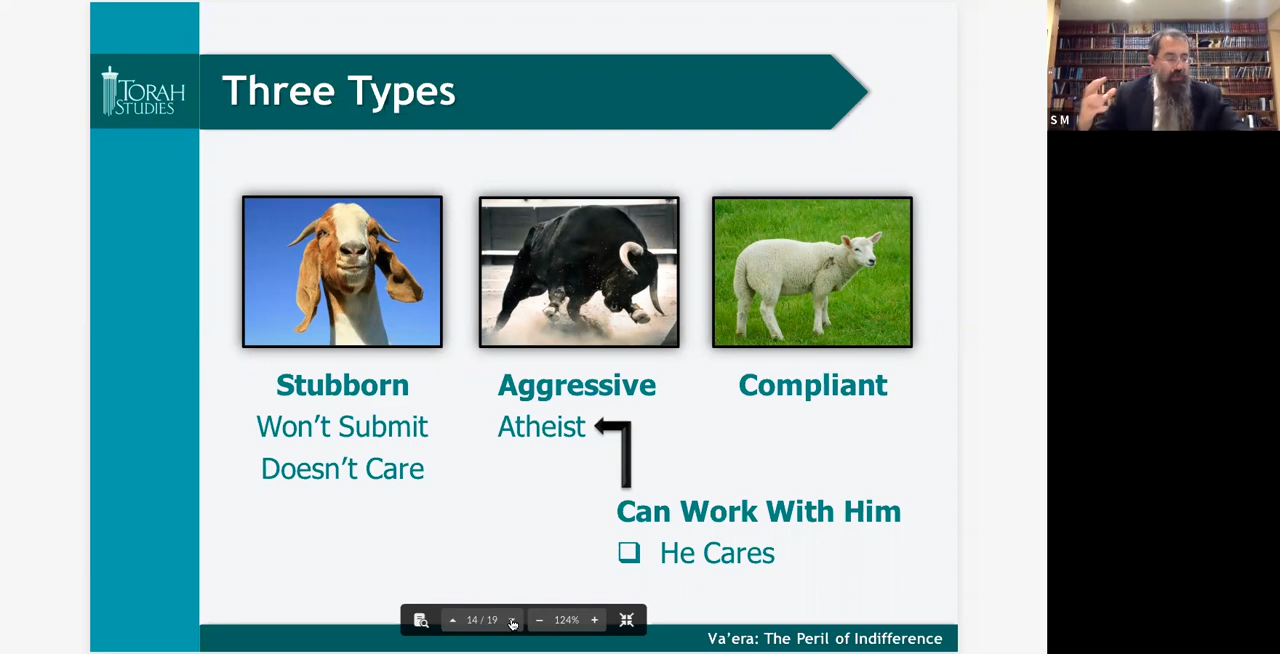 TORAH
STUDIES
Three Types
S M
Stubborn
Won't Submit
Doesn't Care
Aggressive
Atheist
Compliant
Can Work With Him
❑ He Cares
14 / 19
124%
Va'era: The Peril of Indifference